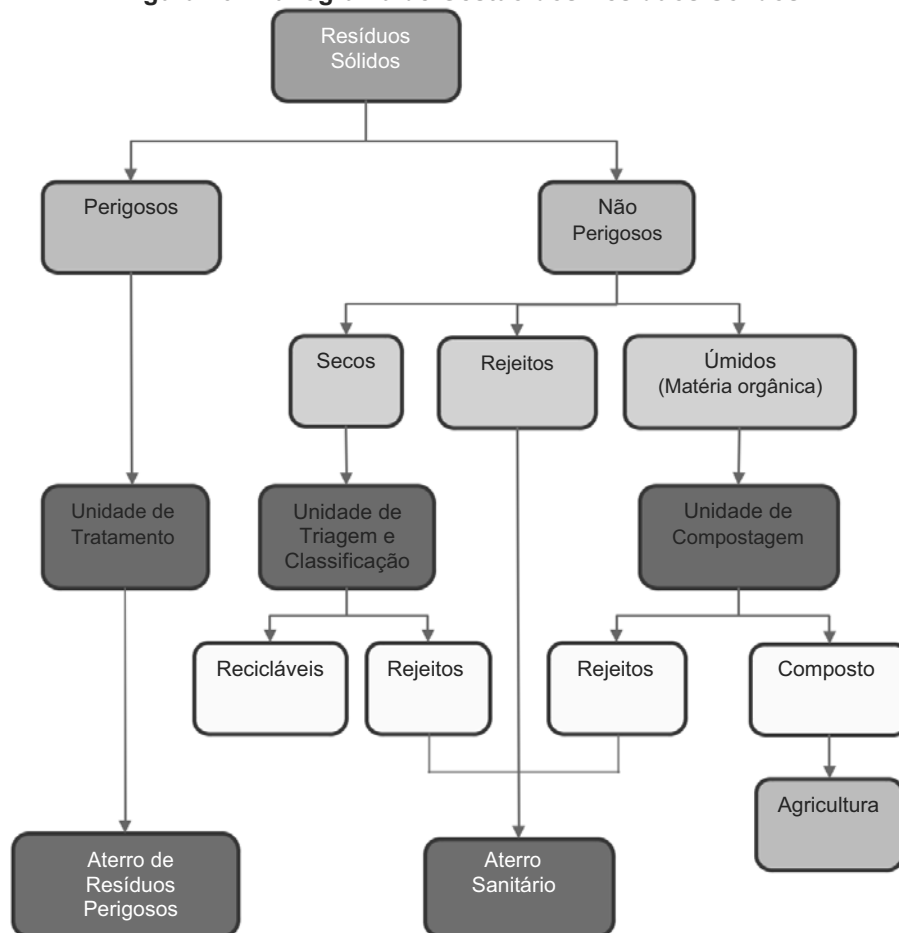 Resíduos
Sólidos
Perigosos
Não
Perigosos
Secos
Rejeitos
Úmidos
(Matéria orgânica)
Unidade de
Tratamento
Unidade de
Triagem e
Classificação
Unidade de
Compostagem
Recicláveis
Rejeitos
Rejeitos
Composto
Agricultura
Aterro de
Resíduos
Perigosos
Aterro
Sanitário